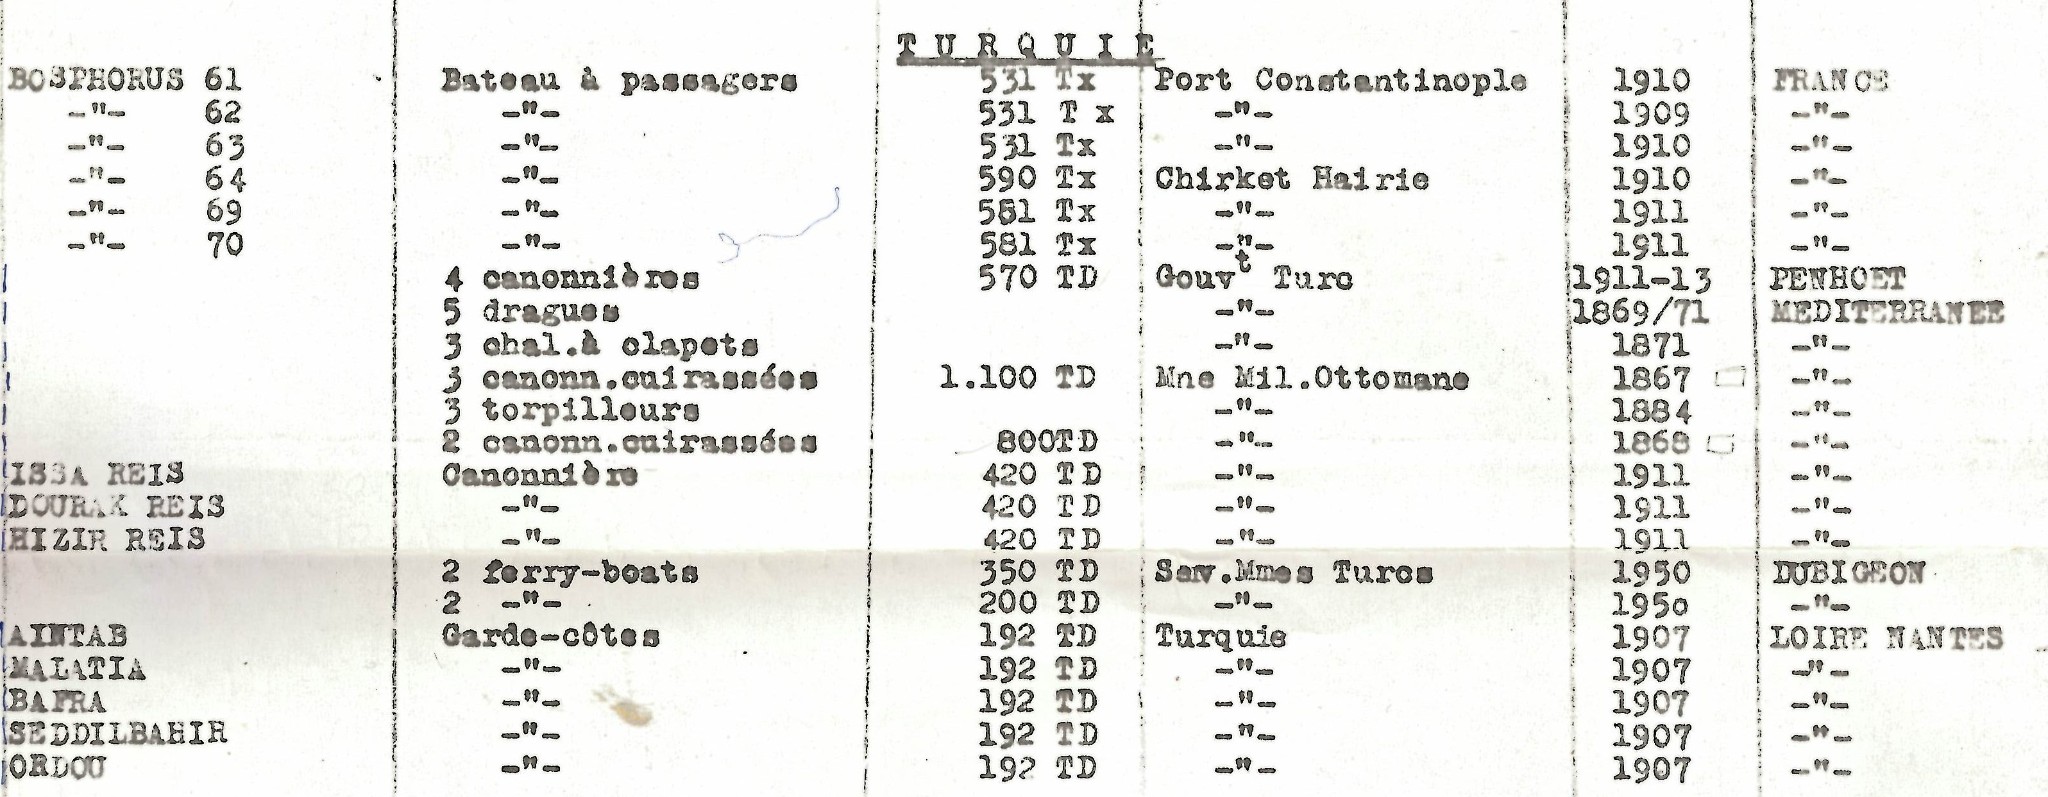 TURQUIE
BOSPHORUS 61 Bateau à passagers 531 Tx Port Constantinople 1910 FRANCE
-"- 62 -"- 531 T x -"- 1909 -"-
-"- 63 -"- 531 Tx -"- 1910 -"-
-"- 64 -"- 590 Tx Chirket Hairie 1910 -"-
-"- 69 -"- 581 Tx -"- 1911 -"-
-"- 70 -"- 581 Tx -"- 1911 -"-
4 canonnières 570 TD Gouvt Turc 1911-13 PENHOET
5 dragues -"- 1869/71 MEDITERRANEE
3 chal.à clapets -"- 1871 -"-
3 canonn.cuirassées 1.100 TD Mne Mil.Ottomane 1867 -"-
3 torpilleurs -"- 1884 -"-
2 canonn.cuirassées 800TD -"- 1868 -"-
ISSA REIS Canonnière 420 TD -"- 1911 -"-
DOURAK REIS -"- 420 TD -"- 1911 -"-
HIZIR REIS -"- 420 TD -"- 1911 -"-
2 ferry-boats 350 TD Serv.Mmes Turcs 1950 DUBIGEON
2 -"- 200 TD -"- 195o -"-
AINTAB Garde-côtes 192 TD Turquie 1907 LOIRE NANTES
MALATIA -"- 192 TD -"- 1907 -"-
BAFRA -"- 192 TD -"- 1907 -"-
SEDDILBAHIR -"- 192 TD -"- 1907 -"-
ORDOU -"- 192 TD -"- 1907 -"-